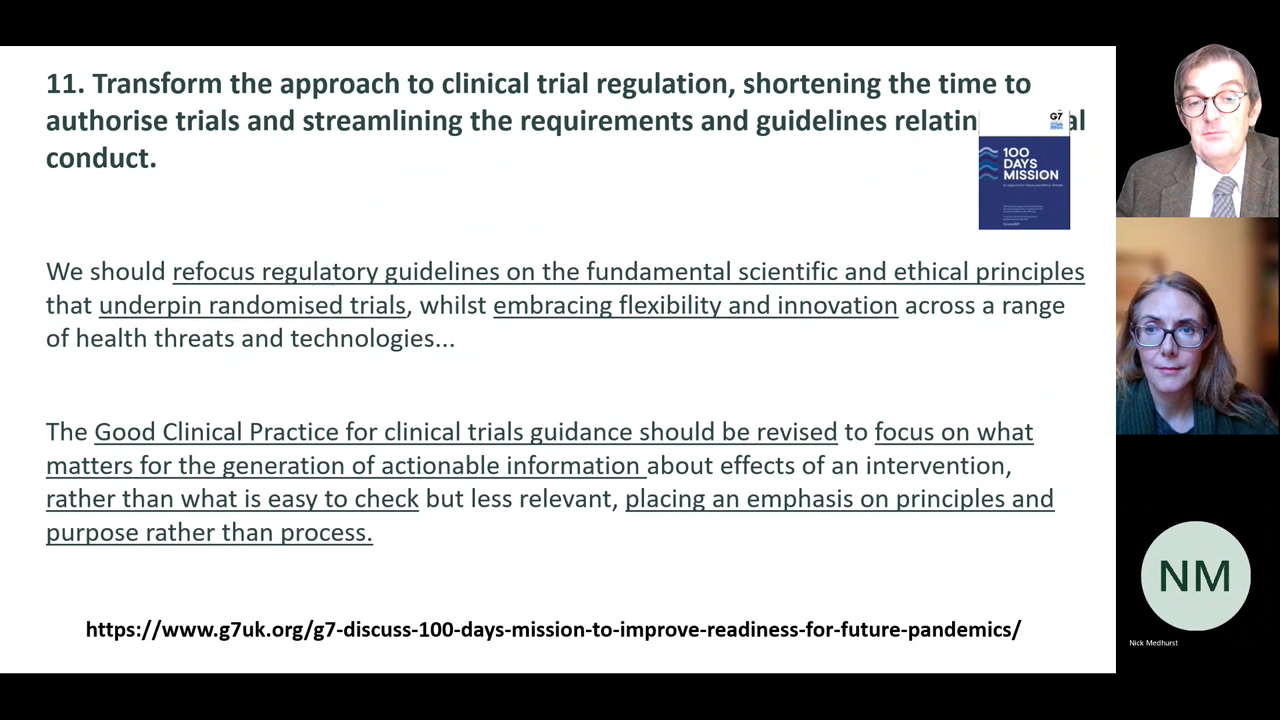 11. Transform the approach to clinical trial regulation, shortening the time to
authorise trials and streamlining the requirements and guidelines relatin al
conduct.
G7
100
DAYS
MISSION
We should refocus regulatory guidelines on the fundamental scientific and ethical principles
that underpin randomised trials, whilst embracing flexibility and innovation across a range
of health threats and technologies...
The Good Clinical Practice for clinical trials guidance should be revised to focus on what
matters for the generation of actionable information about effects of an intervention,
rather than what is easy to check but less relevant, placing an emphasis on principles and
purpose rather than process.
https://www.g7uk.org/g7-discuss-100-days-mission-to-improve-readiness-for-future-pandemics/
NM
Nick Medhurst